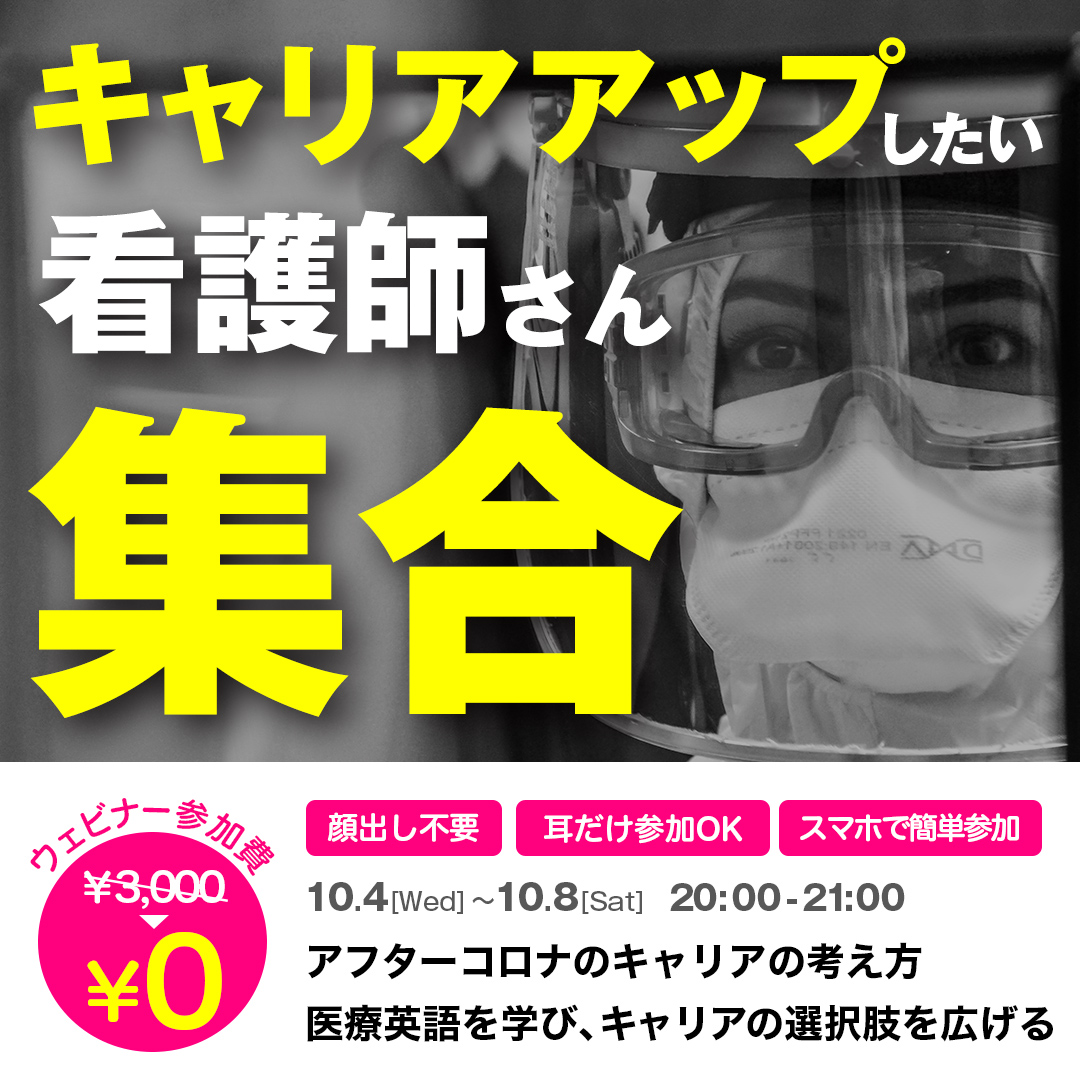 キャリアアップしたい
看護師さん
集合
ウェビナー参加費
¥3,000
¥0
顔出し不要
耳だけ参加OK
スマホで簡単参加
10.4[Wed]~10.8[Sat] 20:00-21:00
アフターコロナのキャリアの考え方
医療英語を学び、キャリアの選択肢を広げる